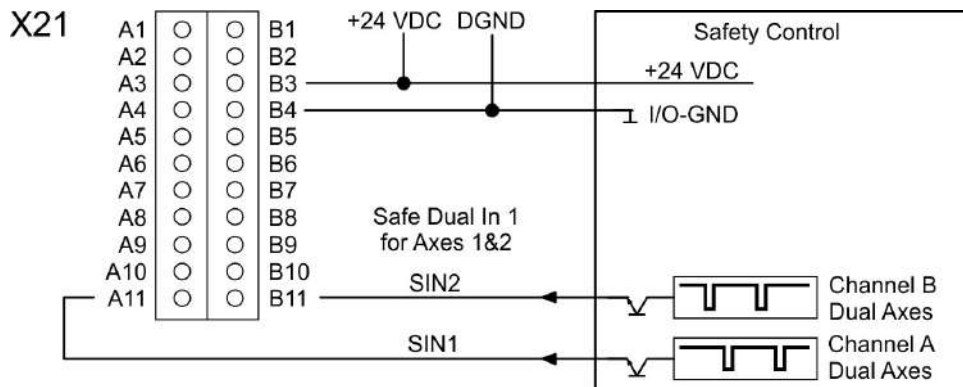 X21
+24 VDC DGND
Safety Control
A1 B1
A2 B2
A3 B3
+24 VDC
A4 B4
I/O-GND
A5 B5
A6 B6
A7 B7
A8 B8
Safe Dual In 1
for Axes 1&2
A9 B9
A10 B10
A11 B11
SIN2
Channel B
Dual Axes
SIN1
Channel A
Dual Axes